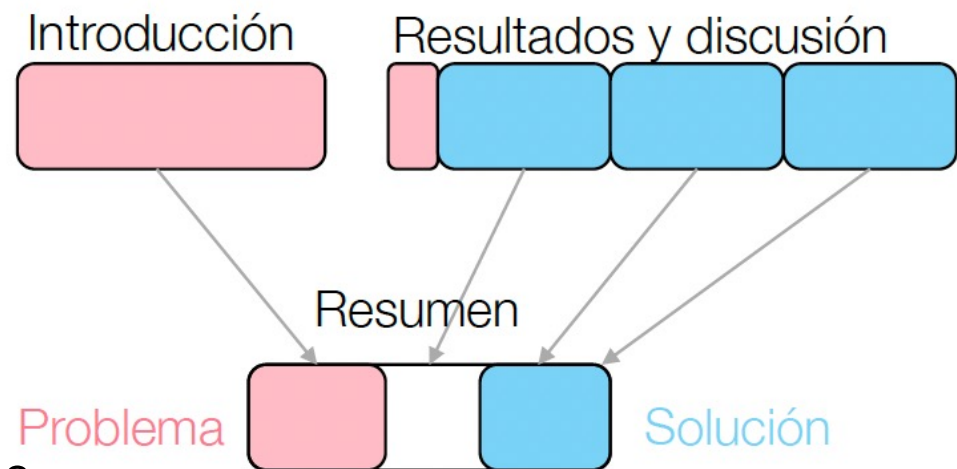 Introducción
Resultados y discusión
Resumen
Problema
Solución